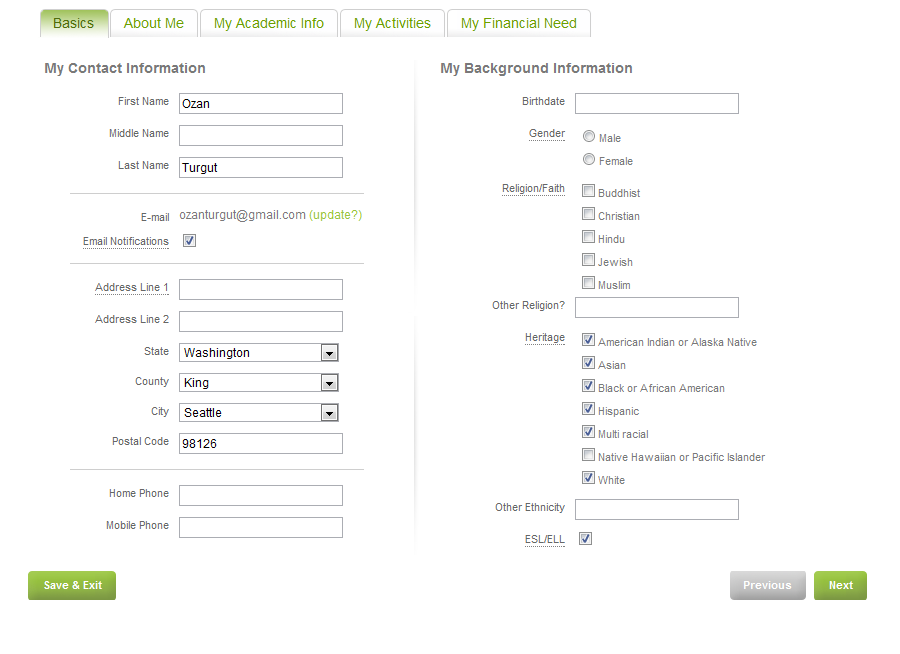 Basics About Me My Academic Info My Activities My Financial Need
My Contact Information
First Name Ozan
Middle Name
Last Name Turgut
E-mail ozanturgut@gmail.com (update?)
Email Notifications
Address Line 1
Address Line 2
State Washington
County King
City Seattle
Postal Code 98126
Home Phone
Mobile Phone
My Background Information
Birthdate
Gender Male
Female
Religion/Faith Buddhist
Christian
Hindu
Jewish
Muslim
Other Religion?
Heritage American Indian or Alaska Native
Asian
Black or African American
Hispanic
Multi racial
Native Hawaiian or Pacific Islander
White
Other Ethnicity
ESL/ELL
Save & Exit Previous Next